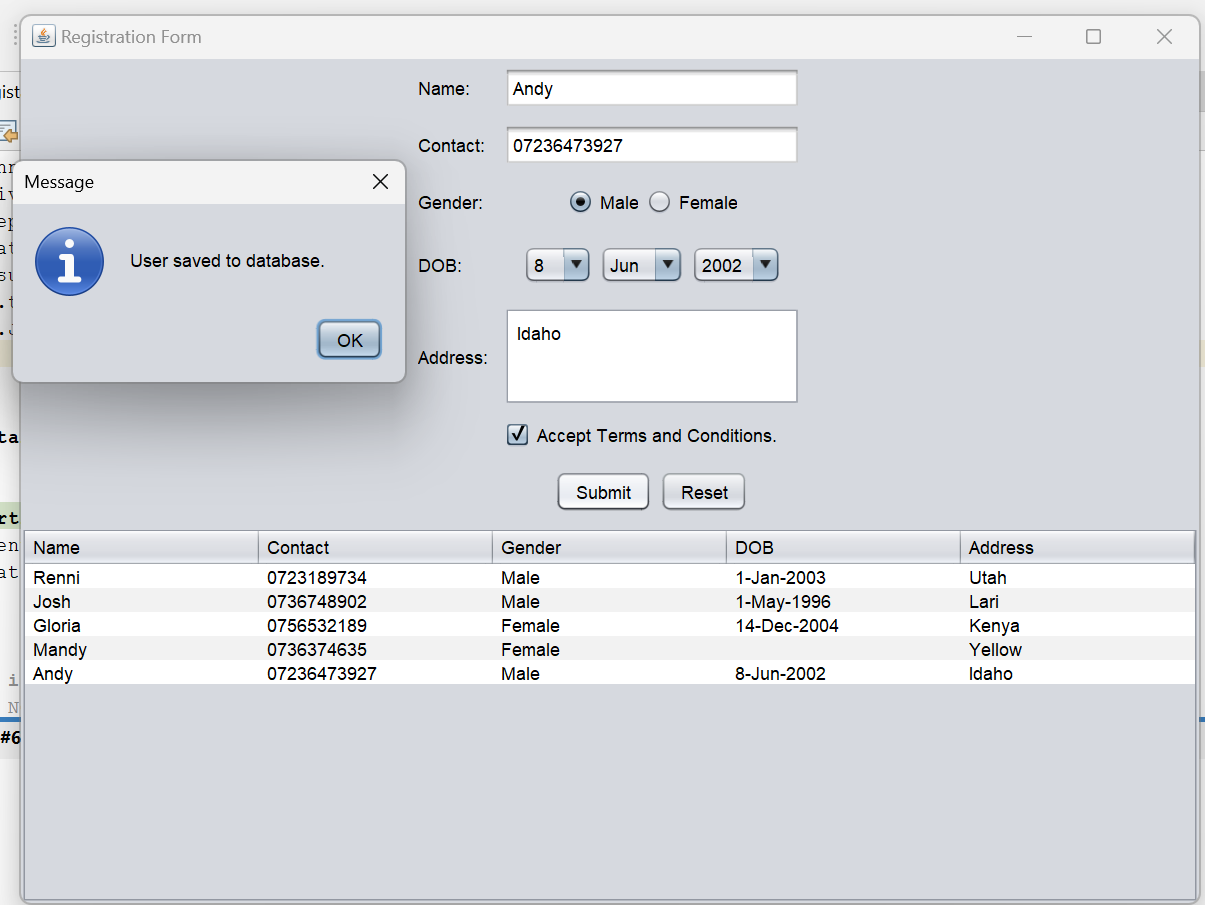 Registration Form
Name: Andy
Contact: 07236473927
Message
Gender: Male Female
User saved to database.
DOB: 8 Jun 2002
OK
Address: Idaho
Accept Terms and Conditions.
Submit Reset
Name Contact Gender DOB Address
Renni 0723189734 Male 1-Jan-2003 Utah
Josh 0736748902 Male 1-May-1996 Lari
Gloria 0756532189 Female 14-Dec-2004 Kenya
Mandy 0736374635 Female Yellow
Andy 07236473927 Male 8-Jun-2002 Idaho
#6